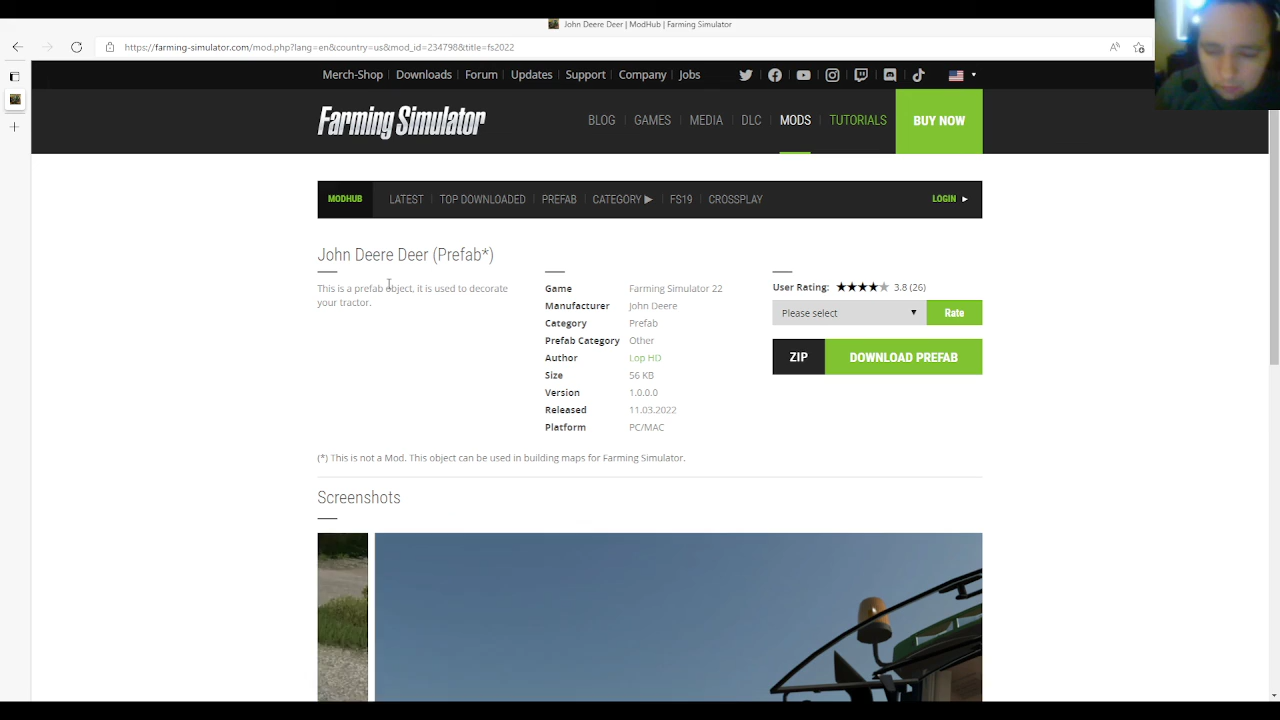 John Deere Deer | ModHub | Farming Simulator
https://farming-simulator.com/mod.php?lang=en&country=us&mod_id=234798&title=fs2022
Merch-Shop Downloads Forum Updates Support Company Jobs
Farming Simulator
BLOG GAMES MEDIA DLC MODS TUTORIALS BUY NOW
MODHUB LATEST TOP DOWNLOADED PREFAB CATEGORY ▶ FS19 CROSSPLAY LOGIN ▶
John Deere Deer (Prefab*)
This is a prefab object, it is used to decorate
your tractor.
Game Farming Simulator 22
Manufacturer John Deere
Category Prefab
Prefab Category Other
Author Lop HD
Size 56 KB
Version 1.0.0.0
Released 11.03.2022
Platform PC/MAC
User Rating: 3.8 (26)
Please select Rate
ZIP DOWNLOAD PREFAB
(*) This is not a Mod. This object can be used in building maps for Farming Simulator.
Screenshots